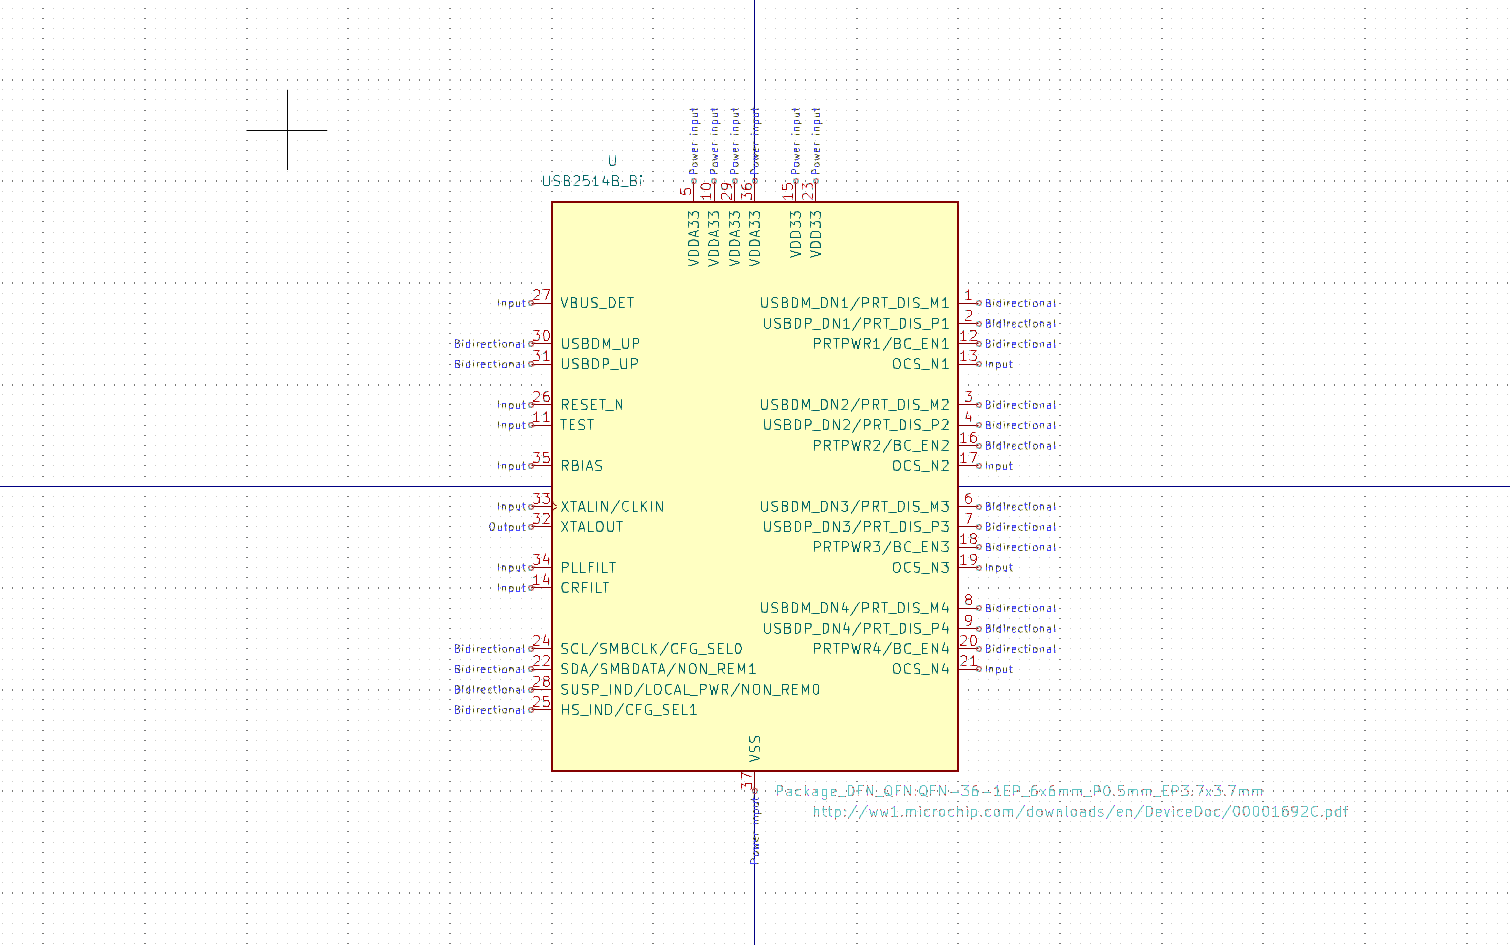 Power input Power input Power input Power input Power input Power input
U
USB2514B_Bi
5 10 29 36 15 23
VDDA33 VDDA33 VDDA33 VDDA33 VDD33 VDD33
Input 27 VBUS_DET USBDM_DN1/PRT_DIS_M1 1 Bidirectional
USBDP_DN1/PRT_DIS_P1 2 Bidirectional
Bidirectional 30 USBDM_UP PRTPWR1/BC_EN1 12 Bidirectional
Bidirectional 31 USBDP_UP OCS_N1 13 Input
Input 26 RESET_N USBDM_DN2/PRT_DIS_M2 3 Bidirectional
Input 11 TEST USBDP_DN2/PRT_DIS_P2 4 Bidirectional
PRTPWR2/BC_EN2 16 Bidirectional
Input 35 RBIAS OCS_N2 17 Input
Input 33 XTALIN/CLKIN USBDM_DN3/PRT_DIS_M3 6 Bidirectional
Output 32 XTALOUT USBDP_DN3/PRT_DIS_P3 7 Bidirectional
PRTPWR3/BC_EN3 18 Bidirectional
Input 34 PLLFILT OCS_N3 19 Input
Input 14 CRFILT
USBDM_DN4/PRT_DIS_M4 8 Bidirectional
USBDP_DN4/PRT_DIS_P4 9 Bidirectional
Bidirectional 24 SCL/SMBCLK/CFG_SEL0 PRTPWR4/BC_EN4 20 Bidirectional
Bidirectional 22 SDA/SMBDATA/NON_REM1 OCS_N4 21 Input
Bidirectional 28 SUSP_IND/LOCAL_PWR/NON_REM0
Bidirectional 25 HS_IND/CFG_SEL1
VSS
37
Package_DFN_QFN:QFN-36-1EP_6x6mm_P0.5mm_EP3.7x3.7mm
http://ww1.microchip.com/downloads/en/DeviceDoc/00001692C.pdf
Power input